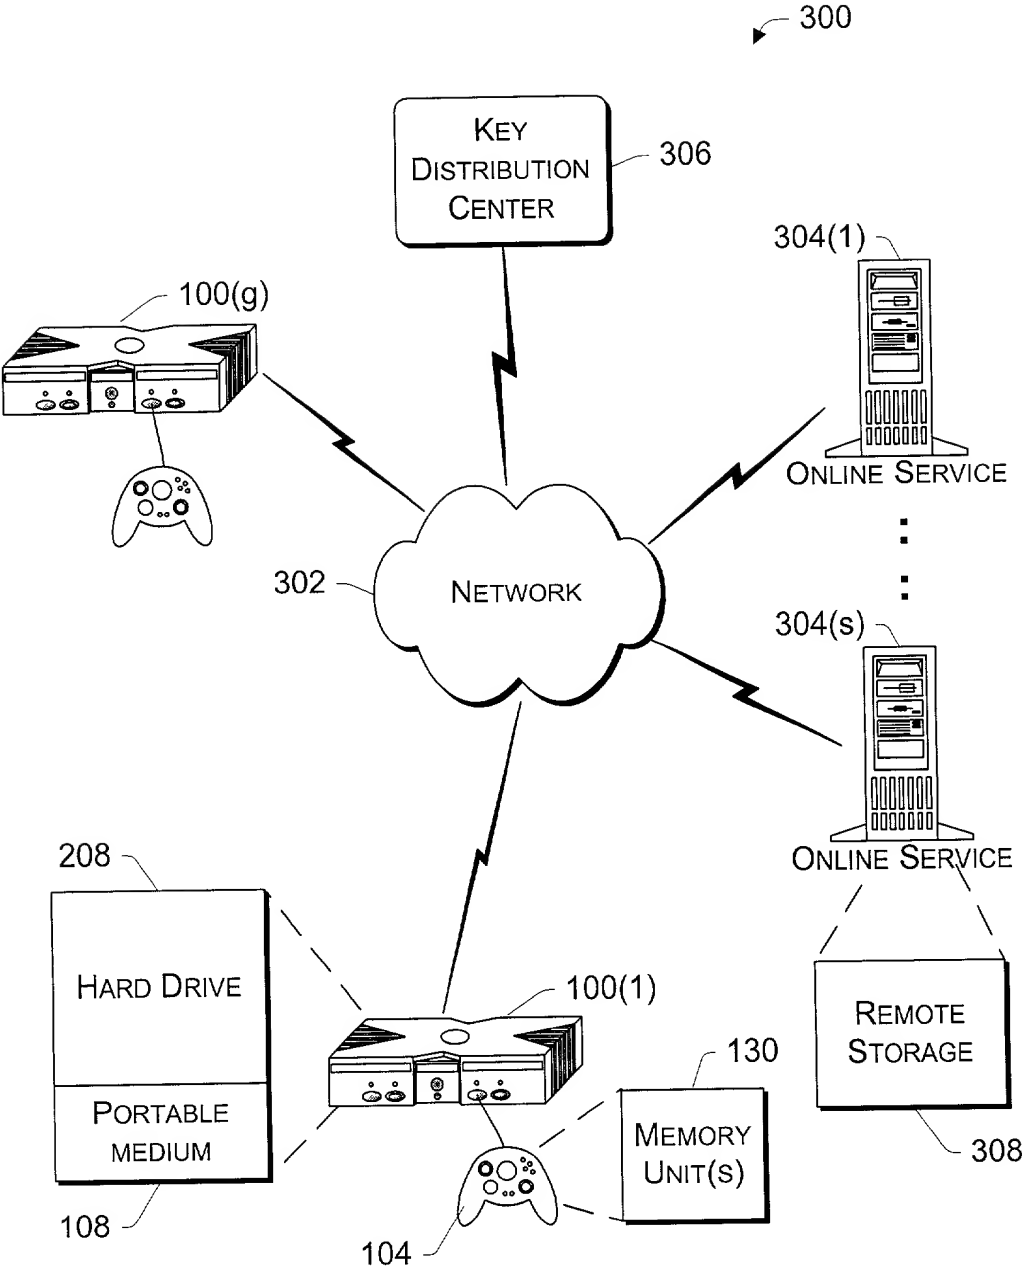 300
KEY
DISTRIBUTION
CENTER
306
304(1)
100(g)
ONLINE SERVICE
302
NETWORK
304(s)
ONLINE SERVICE
208
HARD DRIVE
100(1)
REMOTE
STORAGE
130
PORTABLE
MEDIUM
MEMORY
UNIT(S)
308
108
104